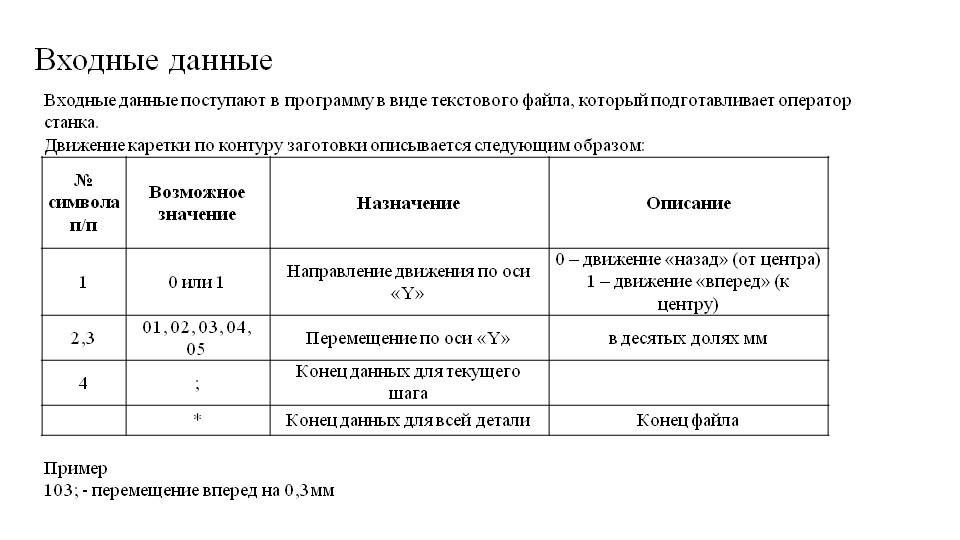 Входные данные
Входные данные поступают в программу в виде текстового файла, который подготавливает оператор
станка.
Движение каретки по контуру заготовки описывается следующим образом:
№
символа
п/п
Возможное
значение
Назначение
Описание
1
0 или 1
Направление движения по оси
«Y»
0 – движение «назад» (от центра)
1 – движение «вперед» (к
центру)
2,3
01, 02, 03, 04,
05
Перемещение по оси «Y»
в десятых долях мм
4
;
Конец данных для текущего
шага
*
Конец данных для всей детали
Конец файла
Пример
103; - перемещение вперед на 0,3мм